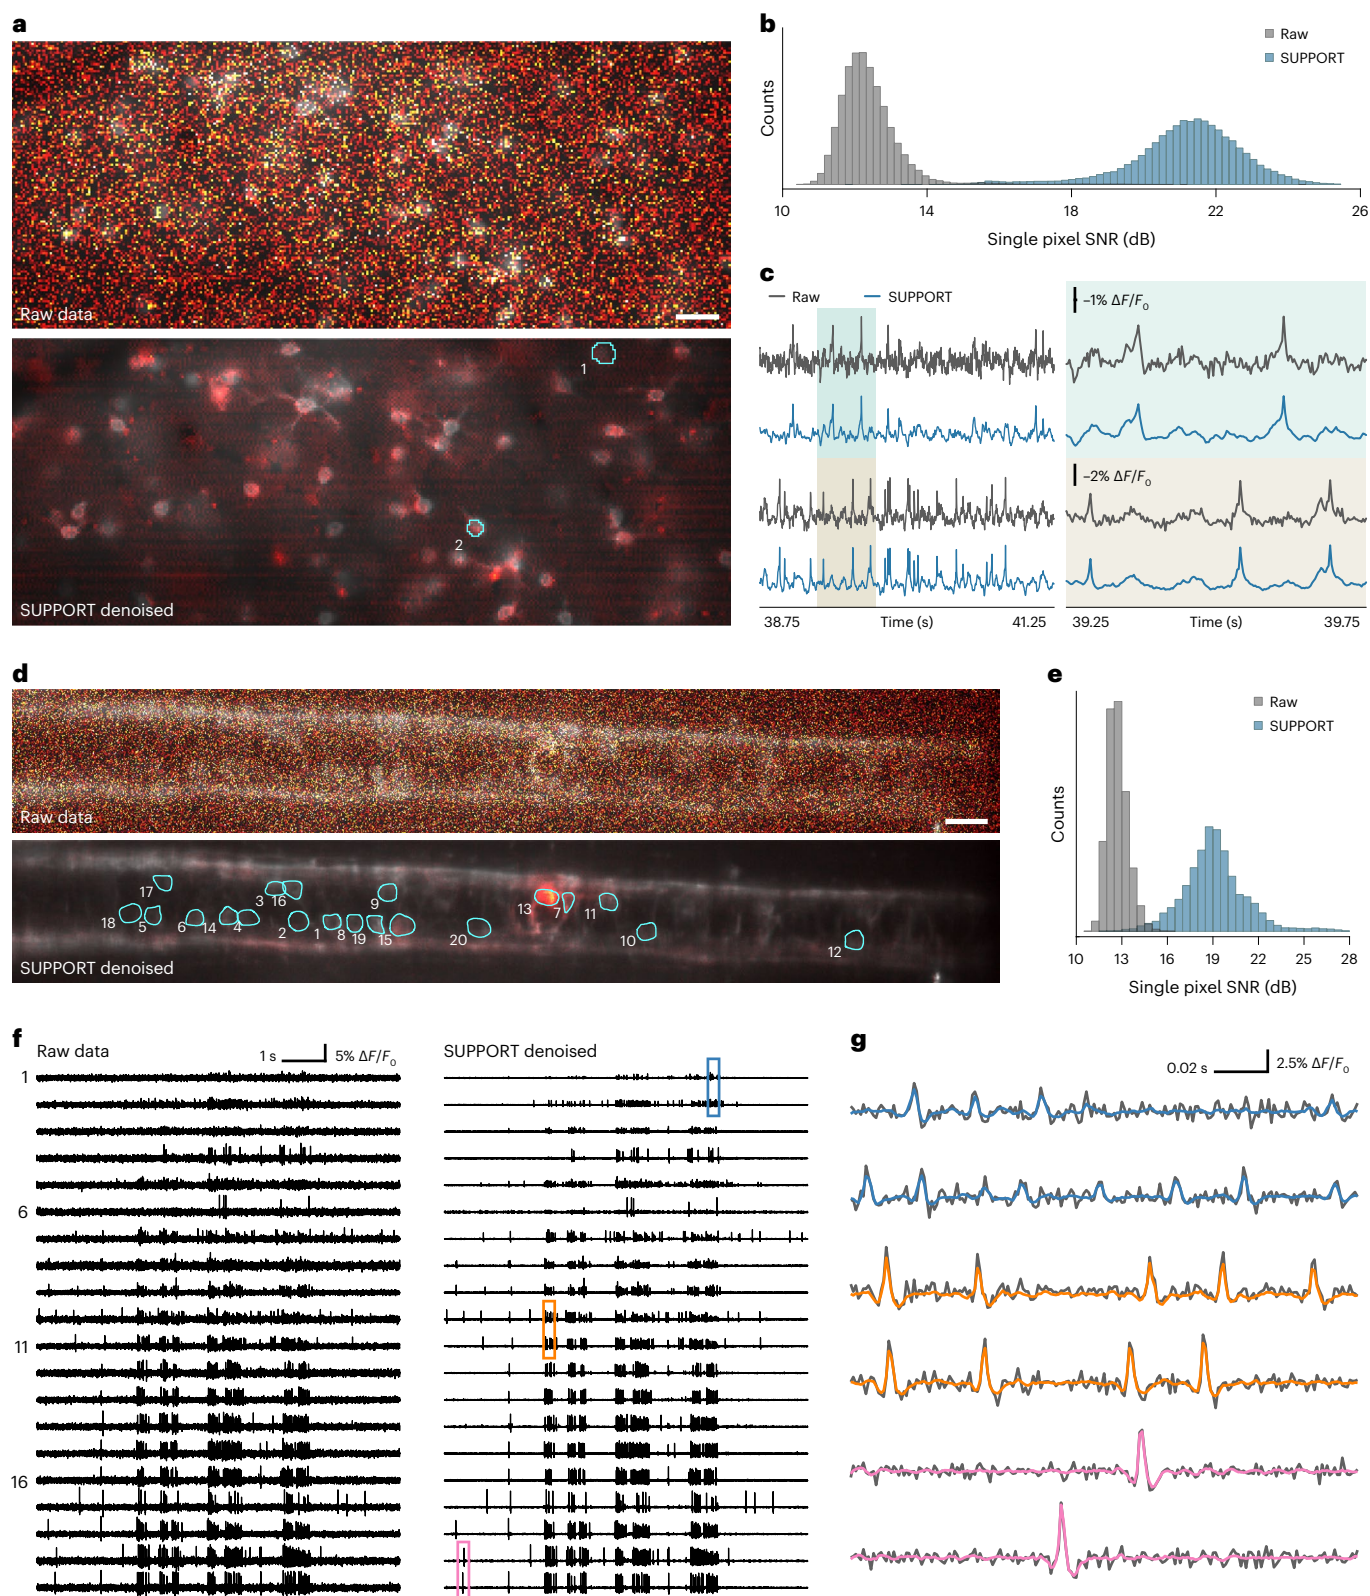 a
Raw data
1
2
SUPPORT denoised
b
Raw
SUPPORT
Counts
10 14 18 22 26
Single pixel SNR (dB)
c
Raw SUPPORT
−1% ΔF/F0
−2% ΔF/F0
38.75 Time (s) 41.25
39.25 Time (s) 39.75
d
Raw data
17
3 16
9
13 7 11
18 5 6 14 4 2 1 8 19 15 20 10 12
SUPPORT denoised
e
Raw
SUPPORT
Counts
10 13 16 19 22 25 28
Single pixel SNR (dB)
f
Raw data
1 s 5% ΔF/F0
SUPPORT denoised
1
6
11
16
g
0.02 s 2.5% ΔF/F0